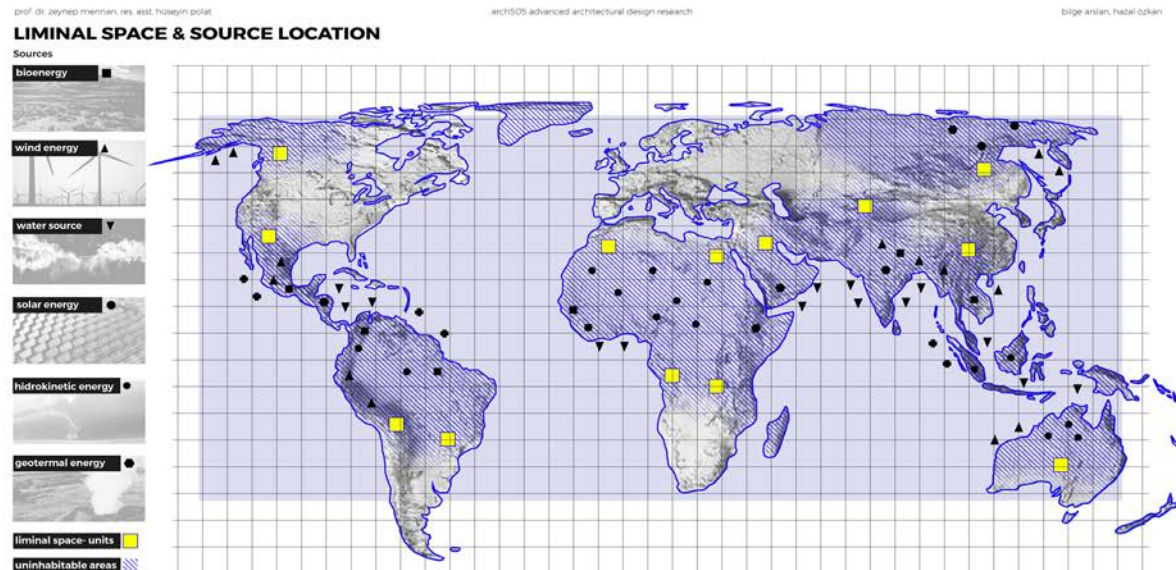 prof. dr. zeynep mennan, res. asst. hüseyin polat
arch505 advanced architectural design research
bilge arslan, hazal özkan
LIMINAL SPACE & SOURCE LOCATION
Sources
bioenergy
wind energy
water source
solar energy
hidrokinetic energy
geotermal energy
liminal space- units
uninhabitable areas